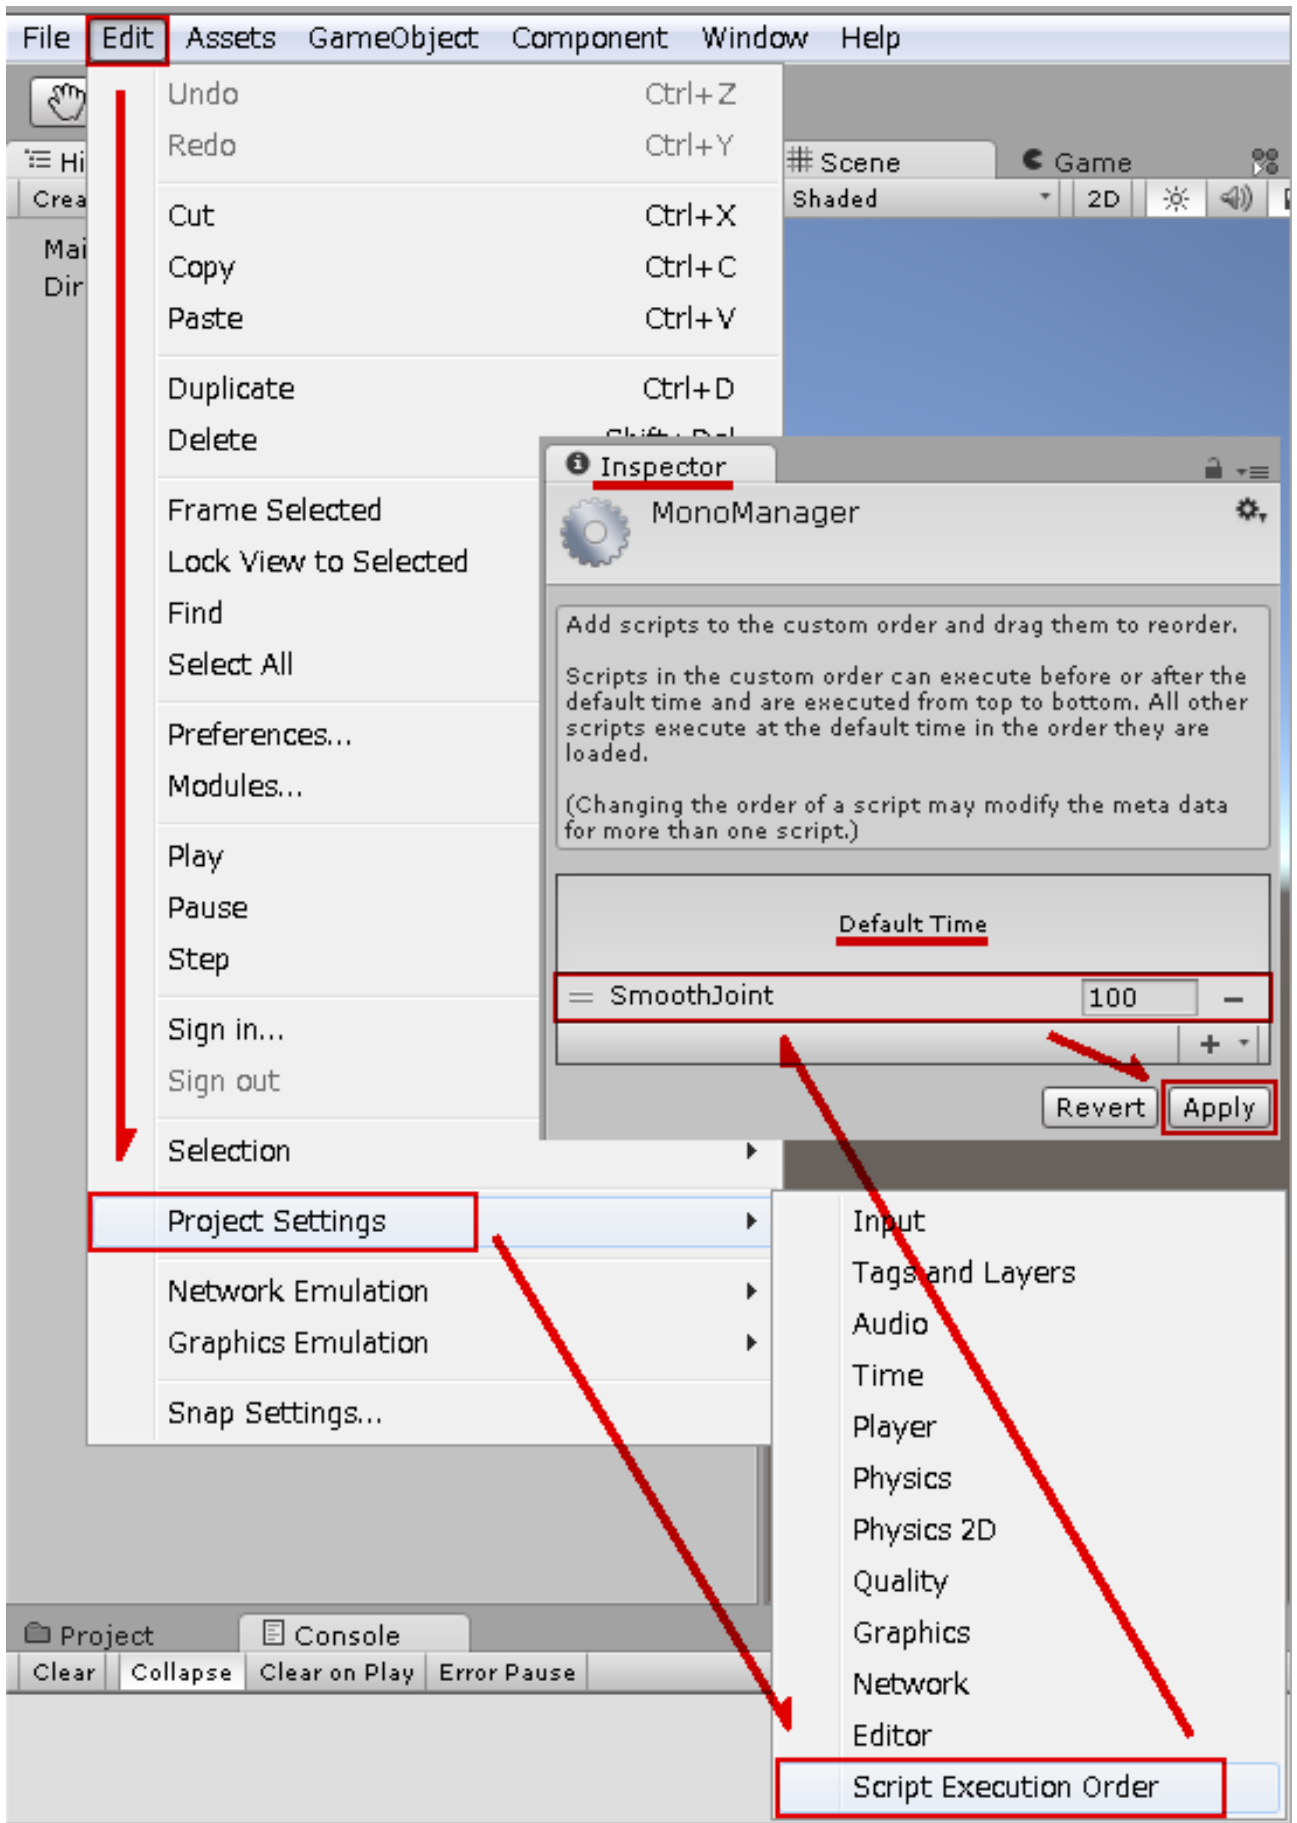 File Edit Assets GameObject Component Window Help
Undo Ctrl+Z
Redo Ctrl+Y
Hi
Scene Game
Crea
Shaded 2D
Cut Ctrl+X
Mai
Copy Ctrl+C
Dir
Paste Ctrl+V
Duplicate Ctrl+D
Delete
Inspector
MonoManager
Frame Selected
Lock View to Selected
Find
Select All
Add scripts to the custom order and drag them to reorder.
Scripts in the custom order can execute before or after the
default time and are executed from top to bottom. All other
scripts execute at the default time in the order they are
loaded.
(Changing the order of a script may modify the meta data
for more than one script.)
Preferences...
Modules...
Play
Pause
Step
Default Time
SmoothJoint 100
Revert Apply
Sign in...
Sign out
Selection
Project Settings
Network Emulation
Graphics Emulation
Snap Settings...
Input
Tags and Layers
Audio
Time
Player
Physics
Physics 2D
Quality
Graphics
Network
Editor
Script Execution Order
Project Console
Clear Collapse Clear on Play Error Pause